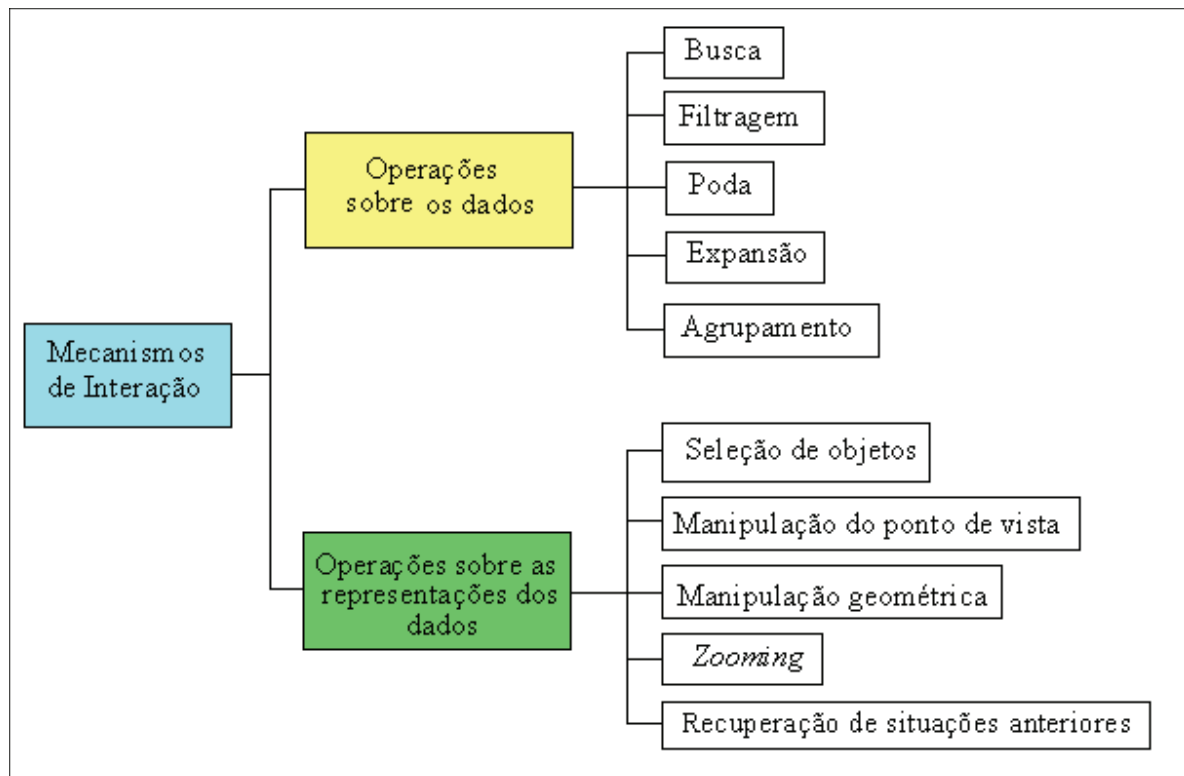 Mecanismos
de Interação
Operações
sobre os dados
Busca
Filtragem
Poda
Expansão
Agrupamento
Operações sobre as
representações dos
dados
Seleção de objetos
Manipulação do ponto de vista
Manipulação geométrica
Zooming
Recuperação de situações anteriores